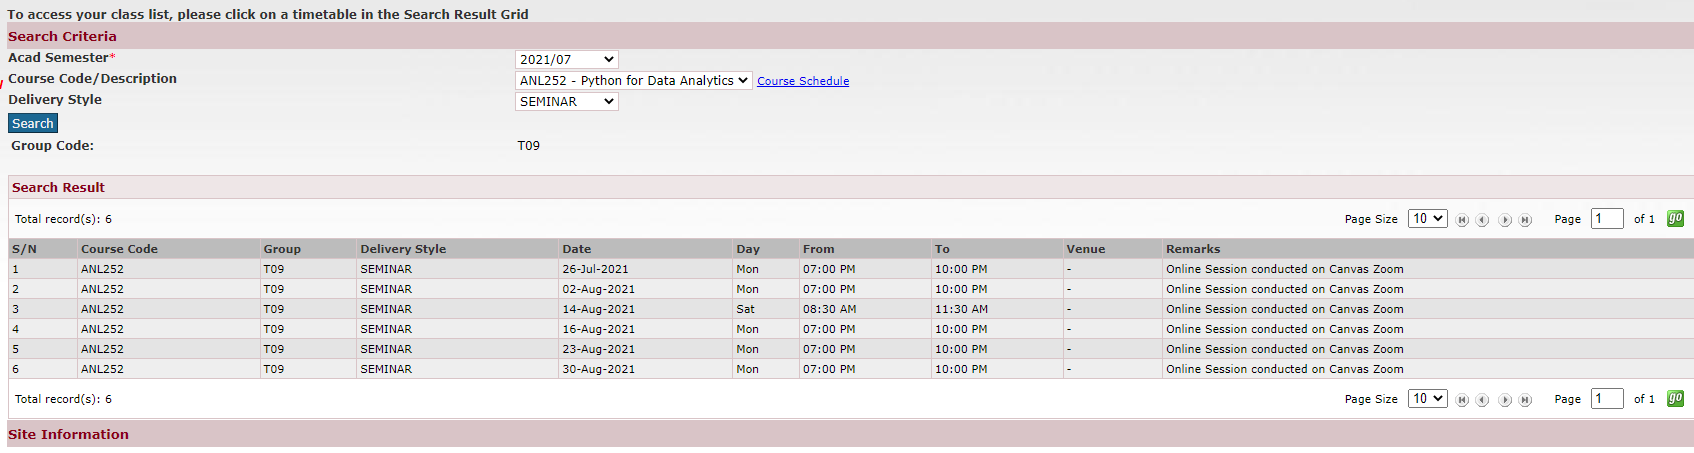 To access your class list, please click on a timetable in the Search Result Grid
Search Criteria
Acad Semester* 2021/07
Course Code/Description ANL252 - Python for Data Analytics Course Schedule
Delivery Style SEMINAR
Search
Group Code: T09
Search Result
Total record(s): 6 Page Size 10 Page 1 of 1 go
S/N Course Code Group Delivery Style Date Day From To Venue Remarks
1 ANL252 T09 SEMINAR 26-Jul-2021 Mon 07:00 PM 10:00 PM - Online Session conducted on Canvas Zoom
2 ANL252 T09 SEMINAR 02-Aug-2021 Mon 07:00 PM 10:00 PM - Online Session conducted on Canvas Zoom
3 ANL252 T09 SEMINAR 14-Aug-2021 Sat 08:30 AM 11:30 AM - Online Session conducted on Canvas Zoom
4 ANL252 T09 SEMINAR 16-Aug-2021 Mon 07:00 PM 10:00 PM - Online Session conducted on Canvas Zoom
5 ANL252 T09 SEMINAR 23-Aug-2021 Mon 07:00 PM 10:00 PM - Online Session conducted on Canvas Zoom
6 ANL252 T09 SEMINAR 30-Aug-2021 Mon 07:00 PM 10:00 PM - Online Session conducted on Canvas Zoom
Total record(s): 6 Page Size 10 Page 1 of 1 go
Site Information